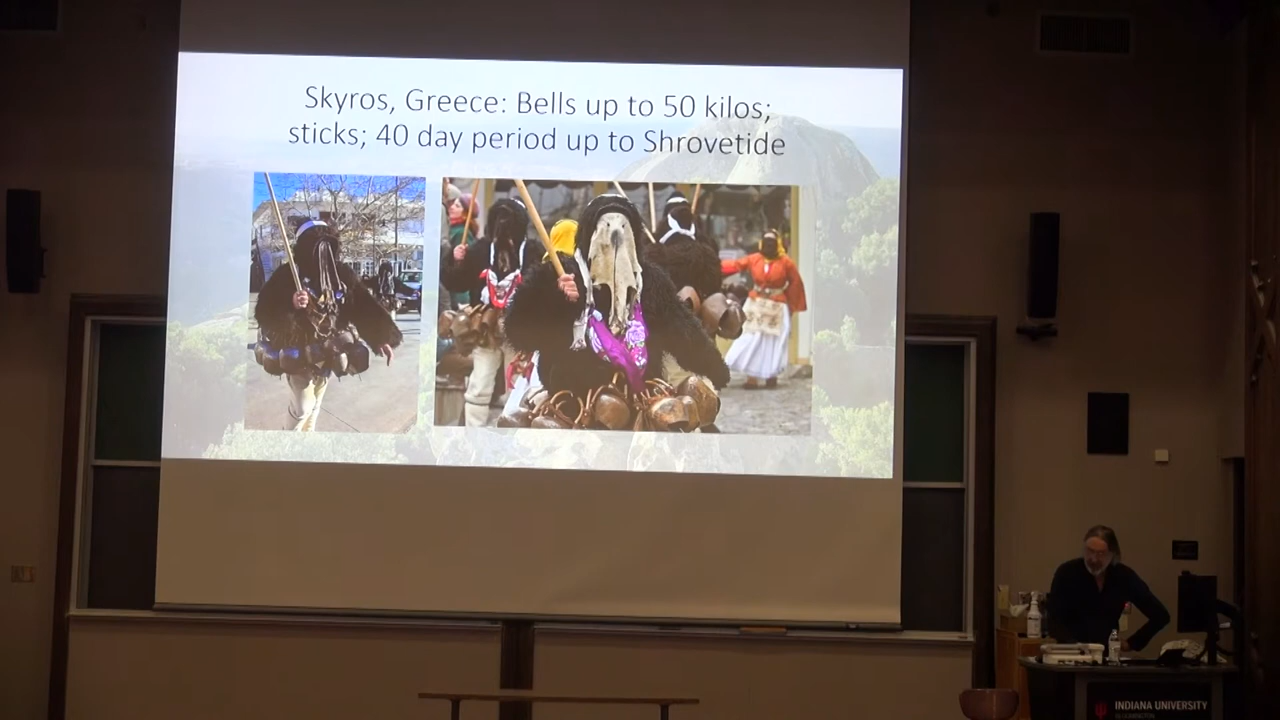 Skyros, Greece: Bells up to 50 kilos;
sticks; 40 day period up to Shrovetide
INDIANA UNIVERSITY